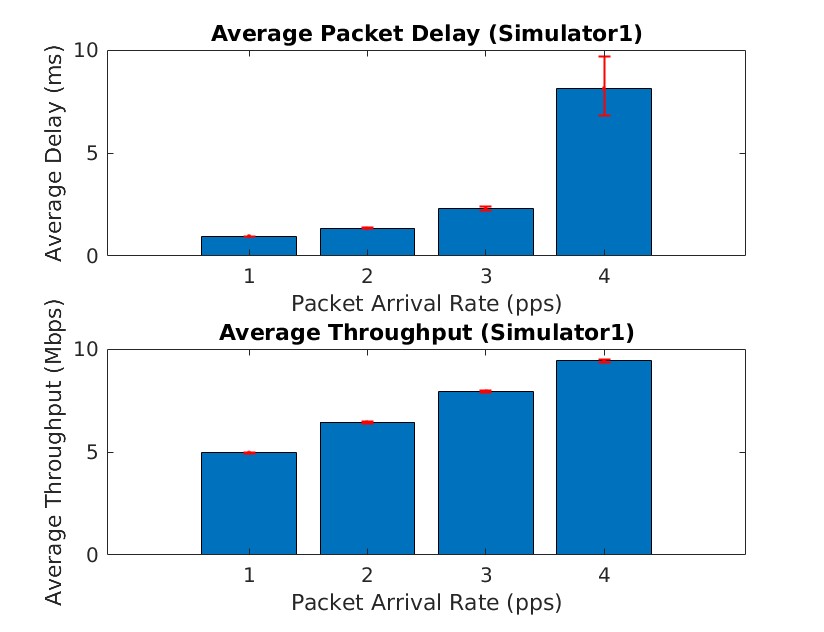 Average Packet Delay (Simulator1)
Average Delay (ms)
10
5
0
1 2 3 4
Packet Arrival Rate (pps)
Average Throughput (Simulator1)
Average Throughput (Mbps)
10
5
0
1 2 3 4
Packet Arrival Rate (pps)